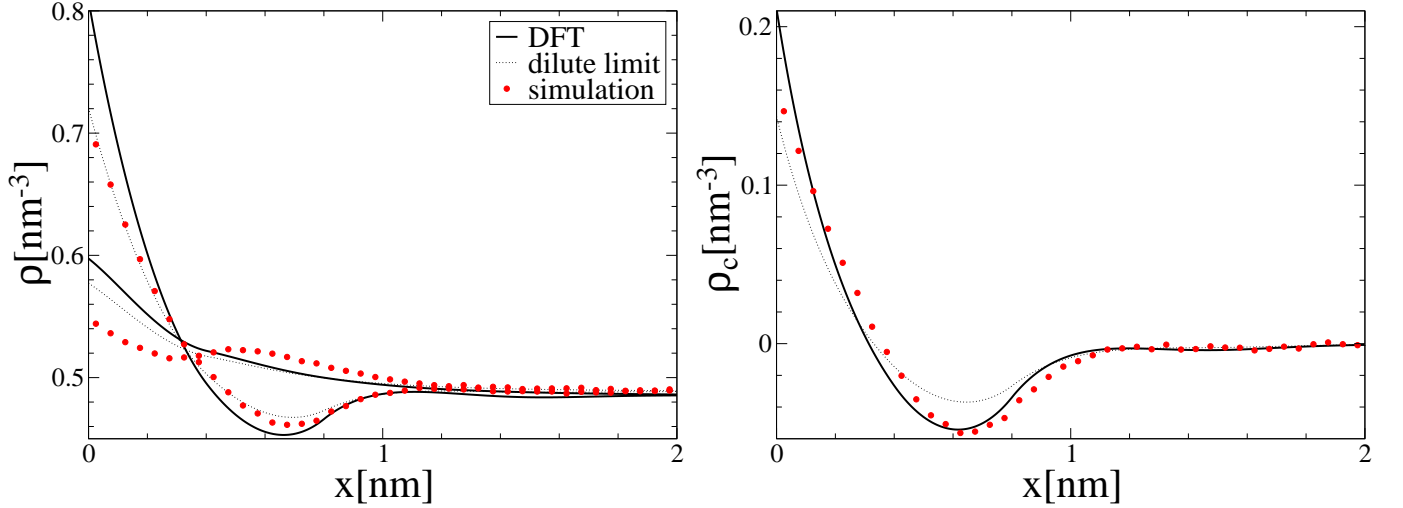 0.8
0.7
0.6
0.5
ρ[nm⁻³]
DFT
dilute limit
simulation
0 1 2
x[nm]
0.2
0.1
0
ρc[nm⁻³]
0 1 2
x[nm]